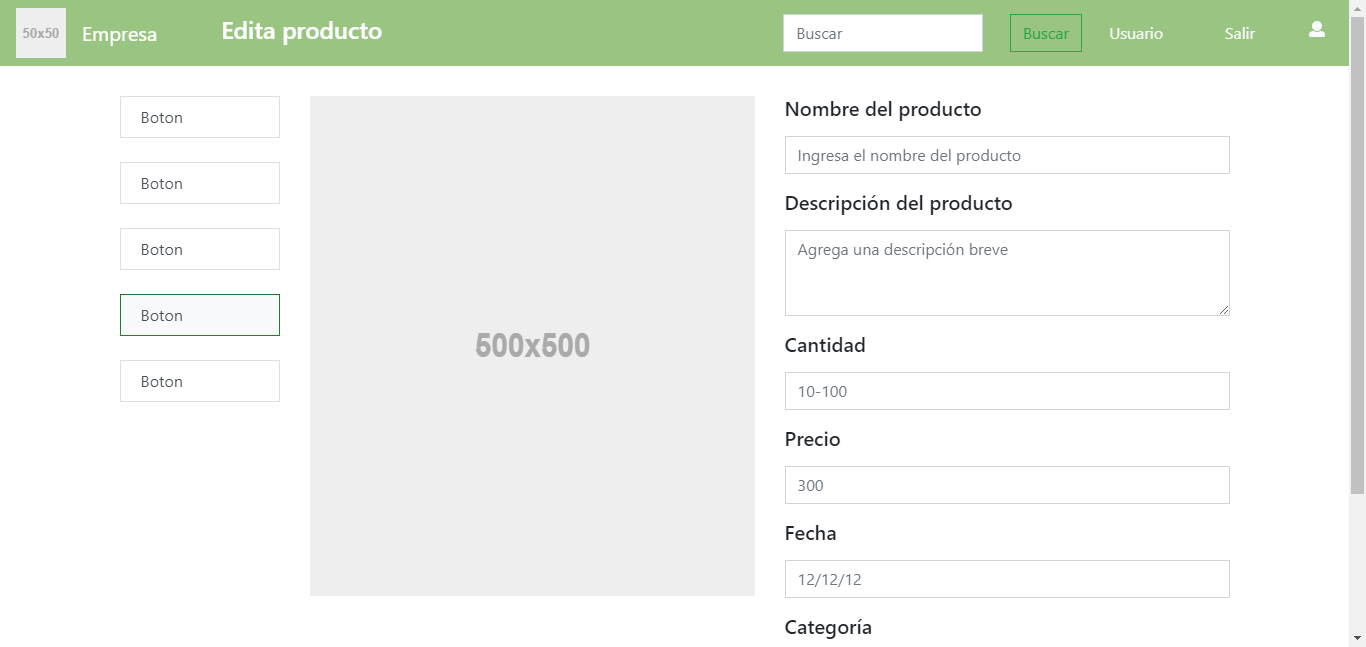 50x50 Empresa Edita producto Buscar Buscar Usuario Salir
Boton
Boton
Boton
Boton
Boton
500x500
Nombre del producto
Ingresa el nombre del producto
Descripción del producto
Agrega una descripción breve
Cantidad
10-100
Precio
300
Fecha
12/12/12
Categoría